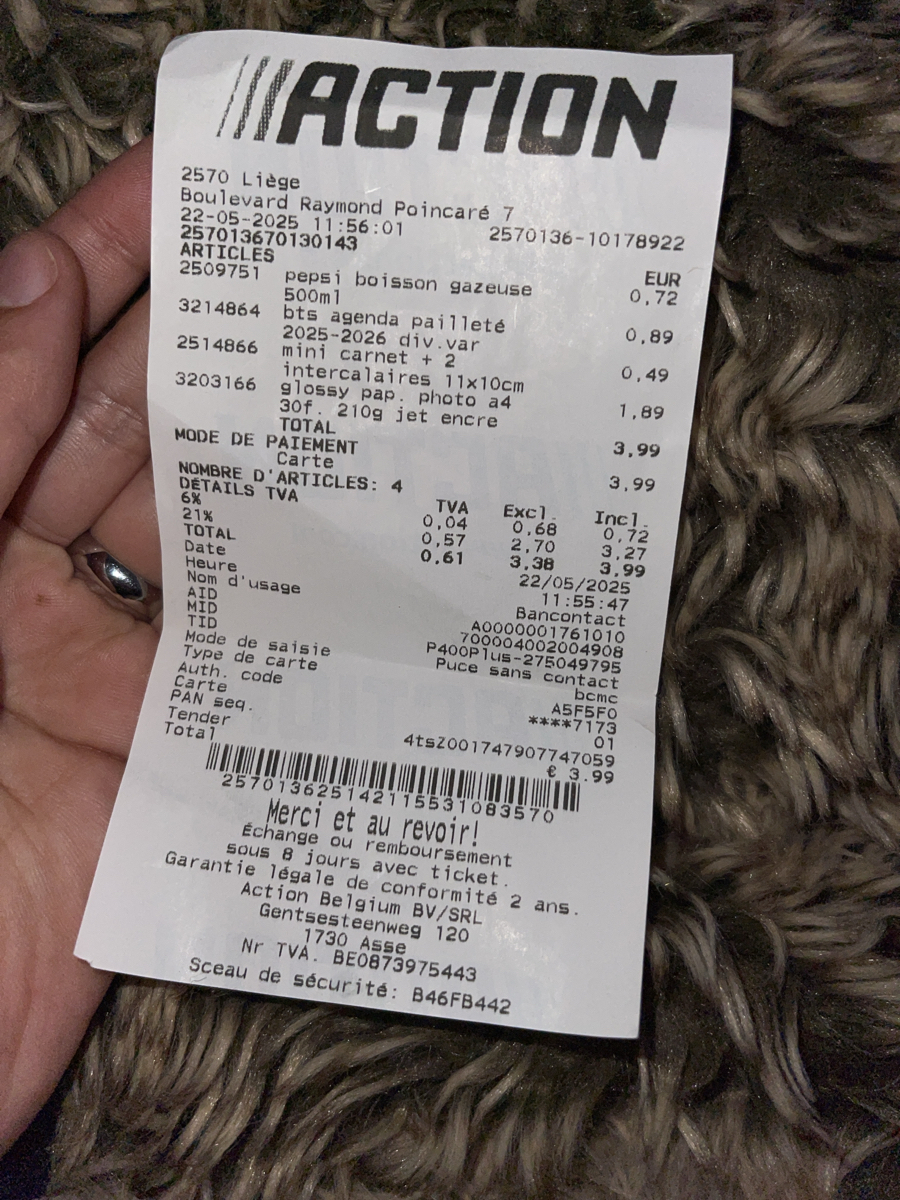 ACTION
2570 Liège
Boulevard Raymond Poincaré 7
22-05-2025 11:56:01 2570136-10178922
257013670130143
ARTICLES EUR
2509751 pepsi boisson gazeuse 0,72
500ml
3214864 bts agenda pailleté 0,89
2025-2026 div.var
2514866 mini carnet + 2 0,49
intercalaires 11x10cm
3203166 glossy pap. photo a4 1,89
30f. 210g jet encre
TOTAL 3,99
MODE DE PAIEMENT
Carte 3,99
NOMBRE D'ARTICLES: 4
DÉTAILS TVA TVA Excl. Incl.
6% 0,04 0,68 0,72
21% 0,57 2,70 3,27
TOTAL 0,61 3,38 3,99
Date 22/05/2025
Heure 11:55:47
Nom d'usage Bancontact
AID A0000001761010
MID 700004002004908
TID P400Plus-275049795
Mode de saisie Puce sans contact
Type de carte bcmc
Auth. code A5F5F0
Carte ****7173
PAN seq. 01
Tender 4tsZ001747907747059
Total € 3.99
257013625142115531083570
Merci et au revoir!
Échange ou remboursement
sous 8 jours avec ticket.
Garantie légale de conformité 2 ans.
Action Belgium BV/SRL
Gentsesteenweg 120
1730 Asse
Nr TVA. BE0873975443
Sceau de sécurité: B46FB442